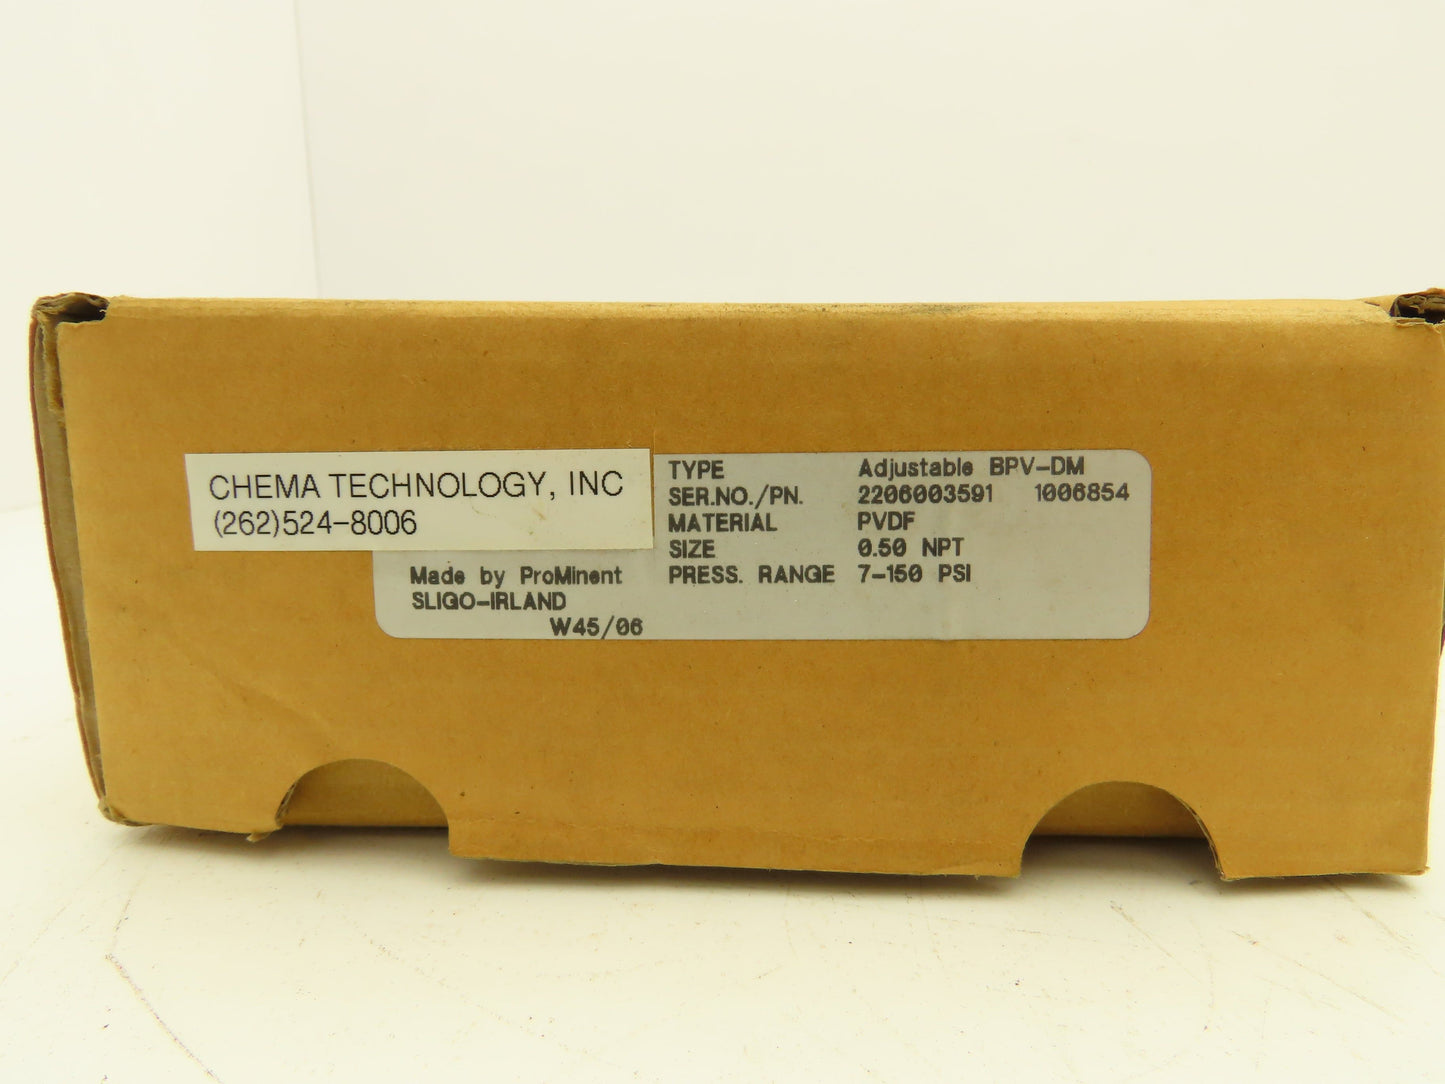 CHEMA TECHNOLOGY, INC
(262)524-8006
Made by ProMinent
SLIGO-IRLAND
W45/06
TYPE Adjustable BPV-DM
SER.NO./PN. 2206003591 1006854
MATERIAL PVDF
SIZE 0.50 NPT
PRESS. RANGE 7-150 PSI